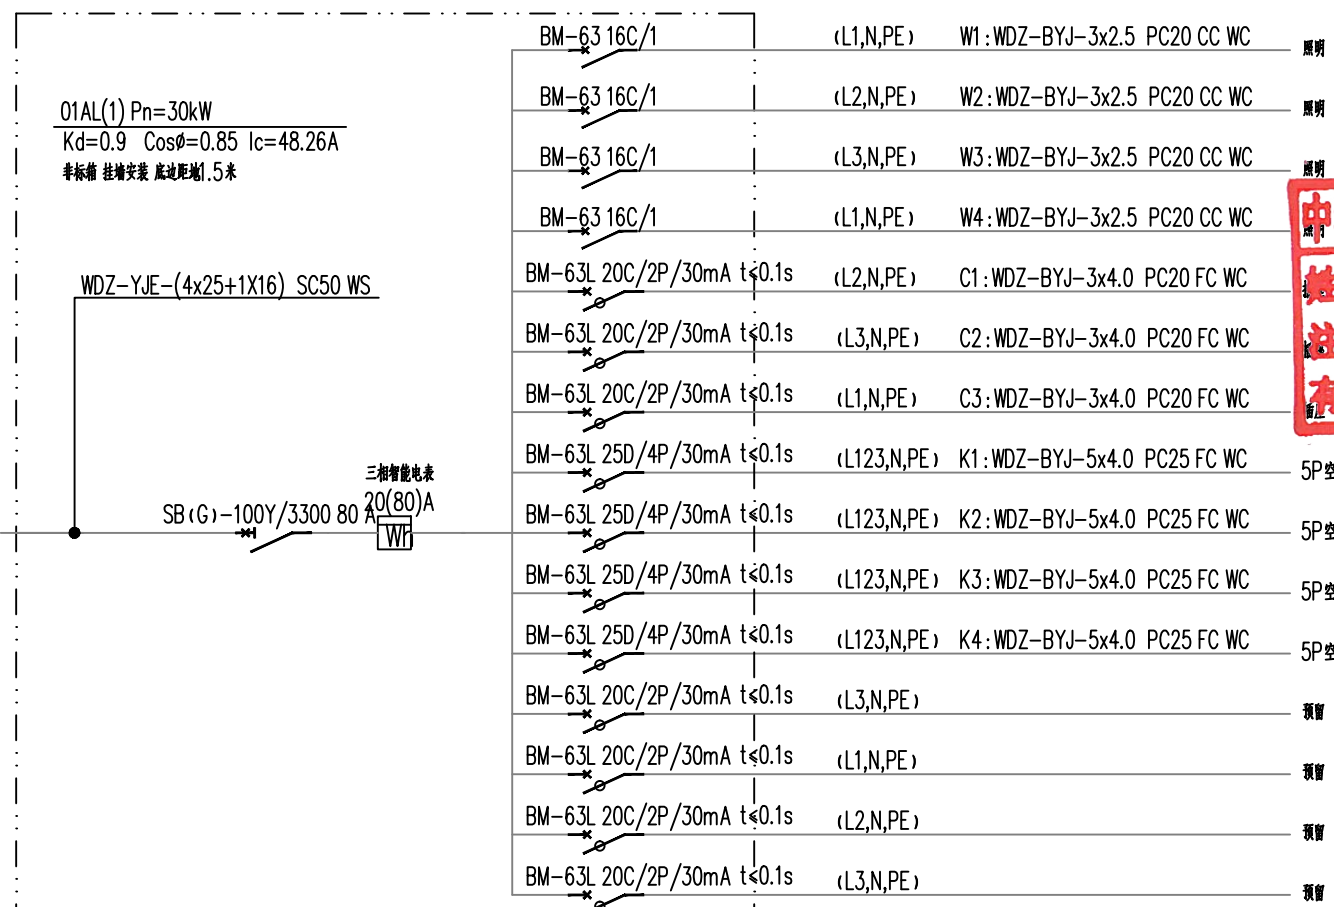 BM-63 16C/1 (L1,N,PE) W1:WDZ-BYJ-3x2.5 PC20 CC WC 照明
BM-63 16C/1 (L2,N,PE) W2:WDZ-BYJ-3x2.5 PC20 CC WC 照明
01AL(1) Pn=30kW
Kd=0.9 Cosø=0.85 Ic=48.26A
非标箱 挂墙安装 底边距地1.5米
BM-63 16C/1 (L3,N,PE) W3:WDZ-BYJ-3x2.5 PC20 CC WC 照明
BM-63 16C/1 (L1,N,PE) W4:WDZ-BYJ-3x2.5 PC20 CC WC
中
BM-63L 20C/2P/30mA t≤0.1s (L2,N,PE) C1:WDZ-BYJ-3x4.0 PC20 FC WC
WDZ-YJE-(4x25+1X16) SC50 WS
BM-63L 20C/2P/30mA t≤0.1s (L3,N,PE) C2:WDZ-BYJ-3x4.0 PC20 FC WC
BM-63L 20C/2P/30mA t≤0.1s (L1,N,PE) C3:WDZ-BYJ-3x4.0 PC20 FC WC
有
BM-63L 25D/4P/30mA t≤0.1s (L123,N,PE) K1:WDZ-BYJ-5x4.0 PC25 FC WC 5P空
三相智能电表
20(80)A
SB(G)-100Y/3300 80 A
Wh
BM-63L 25D/4P/30mA t≤0.1s (L123,N,PE) K2:WDZ-BYJ-5x4.0 PC25 FC WC 5P空
BM-63L 25D/4P/30mA t≤0.1s (L123,N,PE) K3:WDZ-BYJ-5x4.0 PC25 FC WC 5P空
BM-63L 25D/4P/30mA t≤0.1s (L123,N,PE) K4:WDZ-BYJ-5x4.0 PC25 FC WC 5P空
BM-63L 20C/2P/30mA t≤0.1s (L3,N,PE) 预留
BM-63L 20C/2P/30mA t≤0.1s (L1,N,PE) 预留
BM-63L 20C/2P/30mA t≤0.1s (L2,N,PE) 预留
BM-63L 20C/2P/30mA t≤0.1s (L3,N,PE) 预留